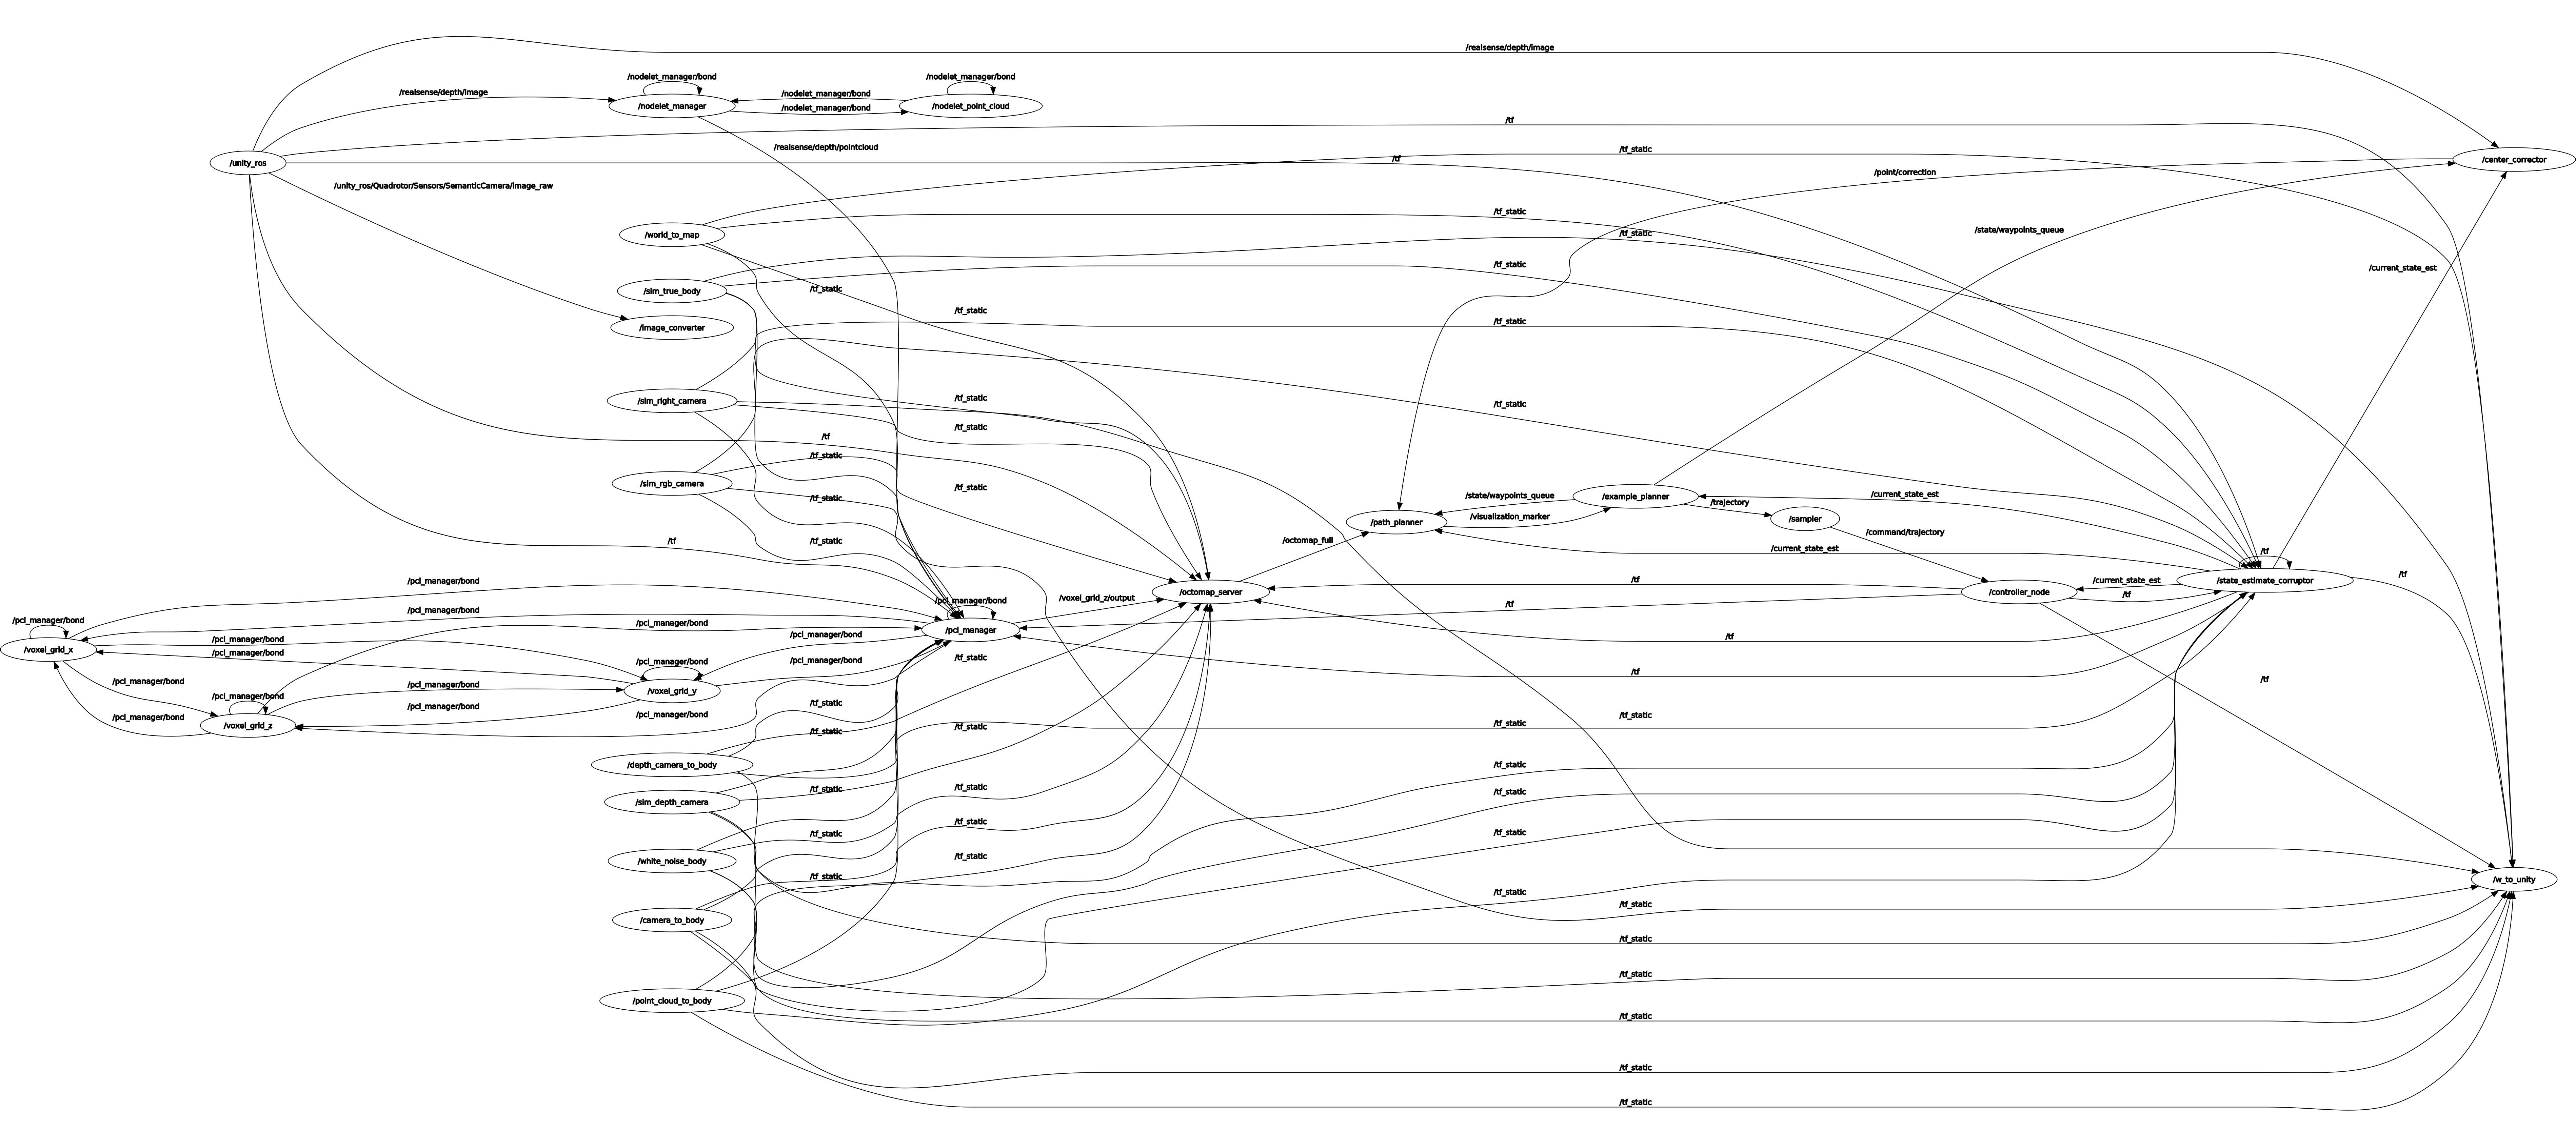 /realsense/depth/image
/nodelet_manager/bond
/nodelet_manager/bond
/realsense/depth/image
/nodelet_manager/bond
/nodelet_manager
/nodelet_point_cloud
/nodelet_manager/bond
/tf
/realsense/depth/pointcloud
/tf_static
/tf
/unity_ros
/center_corrector
/point/correction
/unity_ros/Quadrotor/Sensors/SemanticCamera/image_raw
/tf_static
/state/waypoints_queue
/world_to_map
/tf_static
/tf_static
/current_state_est
/tf_static
/sim_true_body
/tf_static
/tf_static
/image_converter
/tf_static
/sim_right_camera
/tf_static
/tf_static
/tf
/tf_static
/sim_rgb_camera
/tf_static
/tf_static
/state/waypoints_queue
/example_planner
/current_state_est
/trajectory
/visualization_marker
/path_planner
/sampler
/command/trajectory
/octomap_full
/tf
/tf_static
/current_state_est
/tf
/tf
/pcl_manager/bond
/tf
/current_state_est
/state_estimate_corruptor
/octomap_server
/controller_node
/tf
/voxel_grid_z/output
/pcl_manager/bond
/tf
/pcl_manager/bond
/pcl_manager/bond
/pcl_manager/bond
/pcl_manager
/pcl_manager/bond
/pcl_manager/bond
/tf
/voxel_grid_x
/pcl_manager/bond
/pcl_manager/bond
/pcl_manager/bond
/tf_static
/tf
/tf
/pcl_manager/bond
/pcl_manager/bond
/voxel_grid_y
/pcl_manager/bond
/pcl_manager/bond
/tf_static
/pcl_manager/bond
/pcl_manager/bond
/tf_static
/voxel_grid_z
/tf_static
/tf_static
/tf_static
/depth_camera_to_body
/tf_static
/tf_static
/tf_static
/tf_static
/sim_depth_camera
/tf_static
/tf_static
/tf_static
/tf_static
/white_noise_body
/tf_static
/w_to_unity
/tf_static
/tf_static
/camera_to_body
/tf_static
/tf_static
/point_cloud_to_body
/tf_static
/tf_static
/tf_static